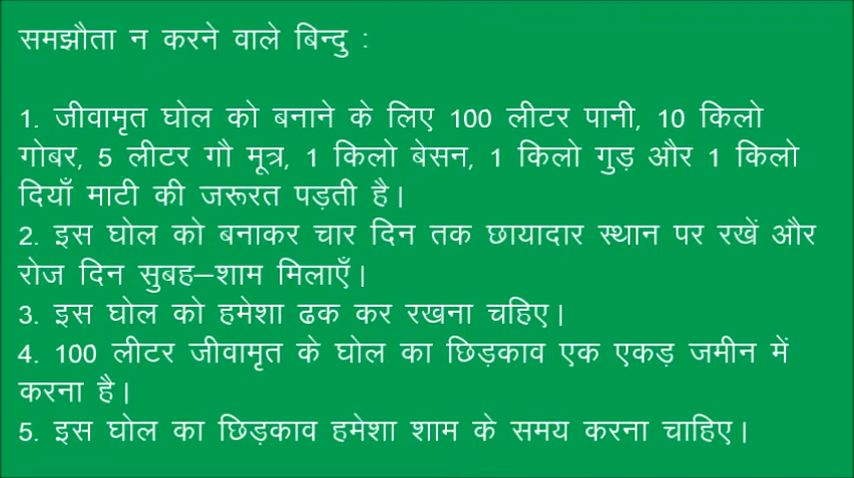 समझौता न करने वाले बिन्दु :
1. जीवामृत घोल को बनाने के लिए 100 लीटर पानी, 10 किलो
गोबर, 5 लीटर गौ मूत्र, 1 किलो बेसन, 1 किलो गुड़ और 1 किलो
दियाँ माटी की जरूरत पड़ती है।
2. इस घोल को बनाकर चार दिन तक छायादार स्थान पर रखें और
रोज दिन सुबह–शाम मिलाएँ।
3. इस घोल को हमेशा ढक कर रखना चहिए।
4. 100 लीटर जीवामृत के घोल का छिड़काव एक एकड़ जमीन में
करना है।
5. इस घोल का छिड़काव हमेशा शाम के समय करना चाहिए।